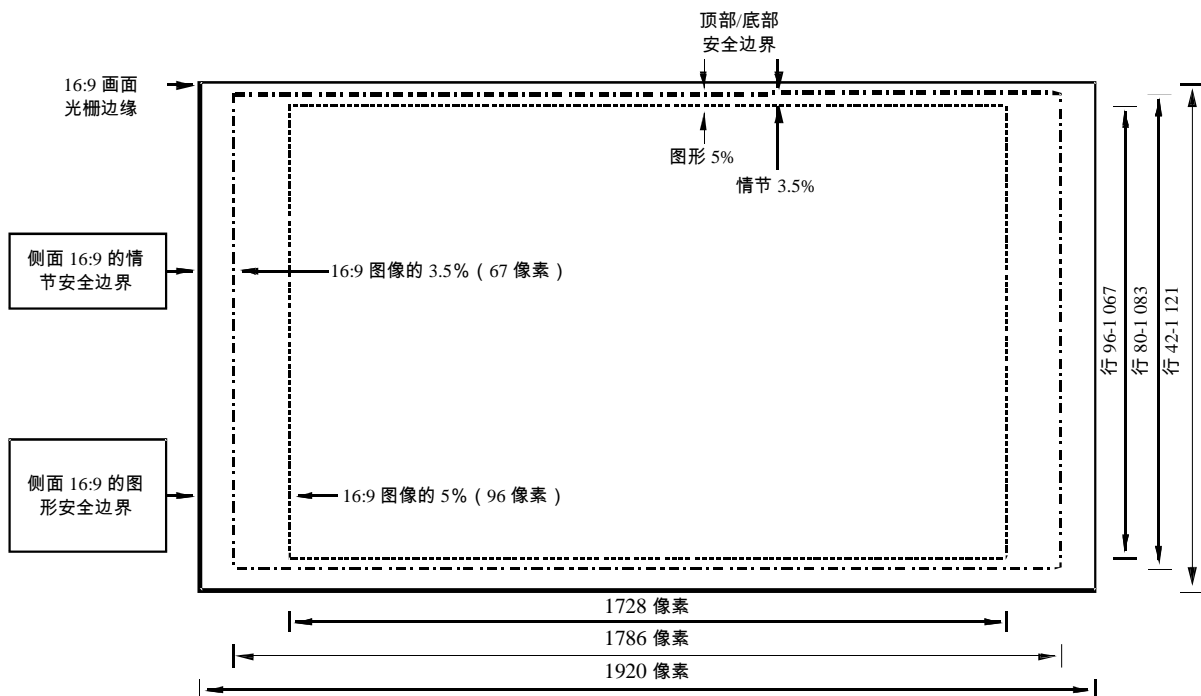 顶部/底部
安全边界
16:9 画面
光栅边缘
图形 5%
情节 3.5%
侧面 16:9 的情
节安全边界
16:9 图像的 3.5%（67 像素）
行 96-1 067
行 80-1 083
行 42-1 121
侧面 16:9 的图
形安全边界
16:9 图像的 5%（96 像素）
1728 像素
1786 像素
1920 像素